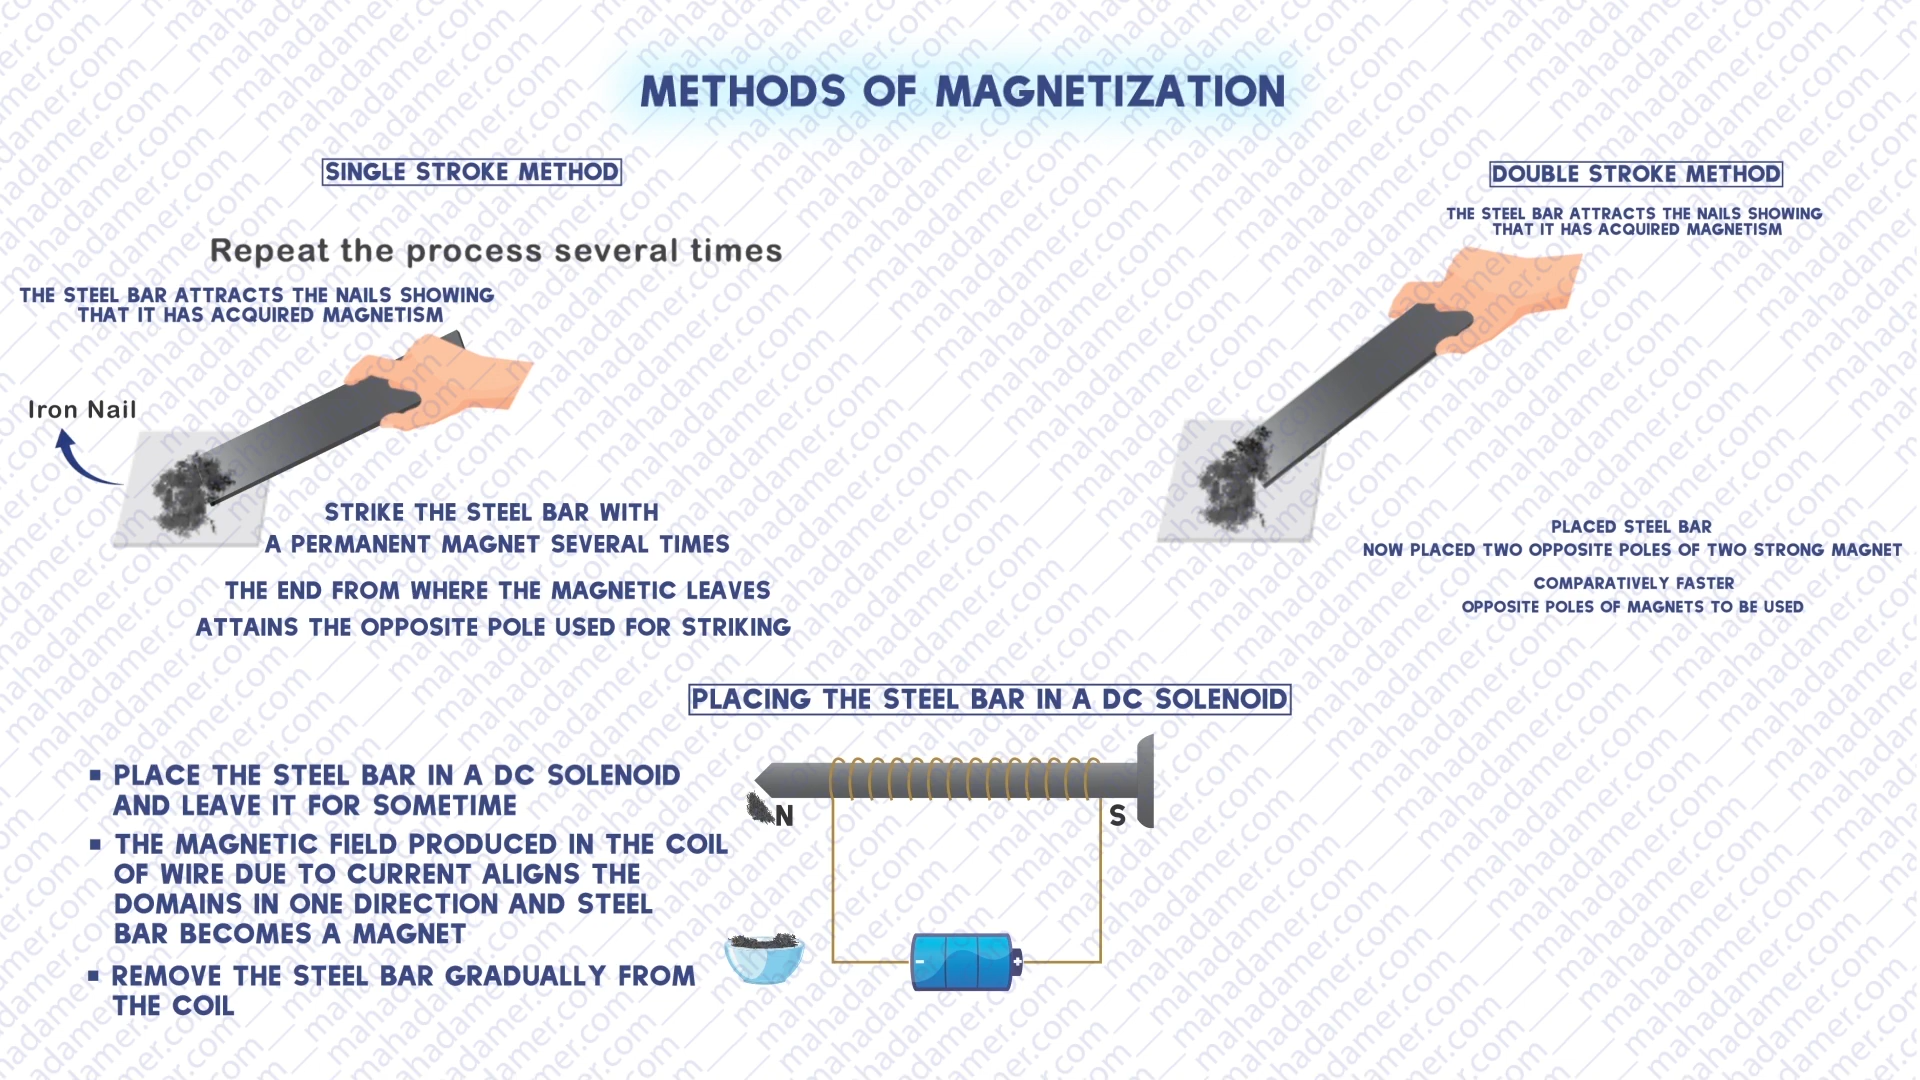 METHODS OF MAGNETIZATION
SINGLE STROKE METHOD
Repeat the process several times
THE STEEL BAR ATTRACTS THE NAILS SHOWING
THAT IT HAS ACQUIRED MAGNETISM
Iron Nail
STRIKE THE STEEL BAR WITH
A PERMANENT MAGNET SEVERAL TIMES
THE END FROM WHERE THE MAGNETIC LEAVES
ATTAINS THE OPPOSITE POLE USED FOR STRIKING
DOUBLE STROKE METHOD
THE STEEL BAR ATTRACTS THE NAILS SHOWING
THAT IT HAS ACQUIRED MAGNETISM
PLACED STEEL BAR
NOW PLACED TWO OPPOSITE POLES OF TWO STRONG MAGNET
COMPARATIVELY FASTER
OPPOSITE POLES OF MAGNETS TO BE USED
PLACING THE STEEL BAR IN A DC SOLENOID
▪ PLACE THE STEEL BAR IN A DC SOLENOID
AND LEAVE IT FOR SOMETIME
▪ THE MAGNETIC FIELD PRODUCED IN THE COIL
OF WIRE DUE TO CURRENT ALIGNS THE
DOMAINS IN ONE DIRECTION AND STEEL
BAR BECOMES A MAGNET
▪ REMOVE THE STEEL BAR GRADUALLY FROM
THE COIL
N
S
-
+
mahadamer.com